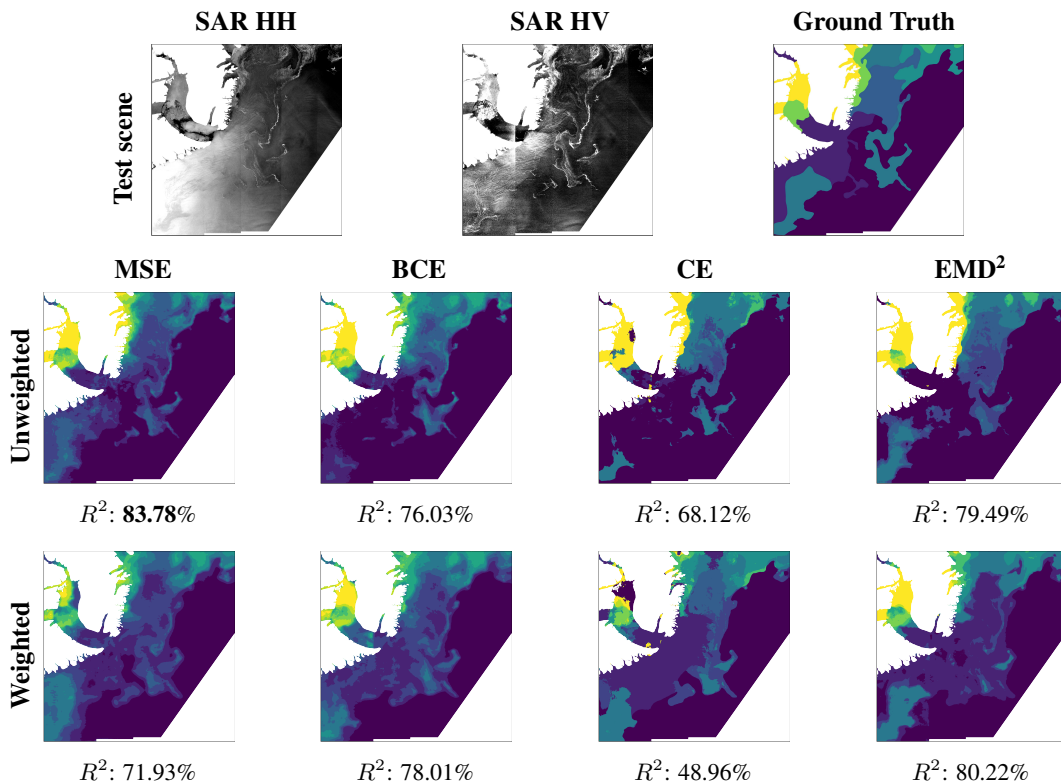 SAR HH SAR HV Ground Truth
Test scene
MSE BCE CE EMD²
Unweighted
R²: 83.78% R²: 76.03% R²: 68.12% R²: 79.49%
Weighted
R²: 71.93% R²: 78.01% R²: 48.96% R²: 80.22%